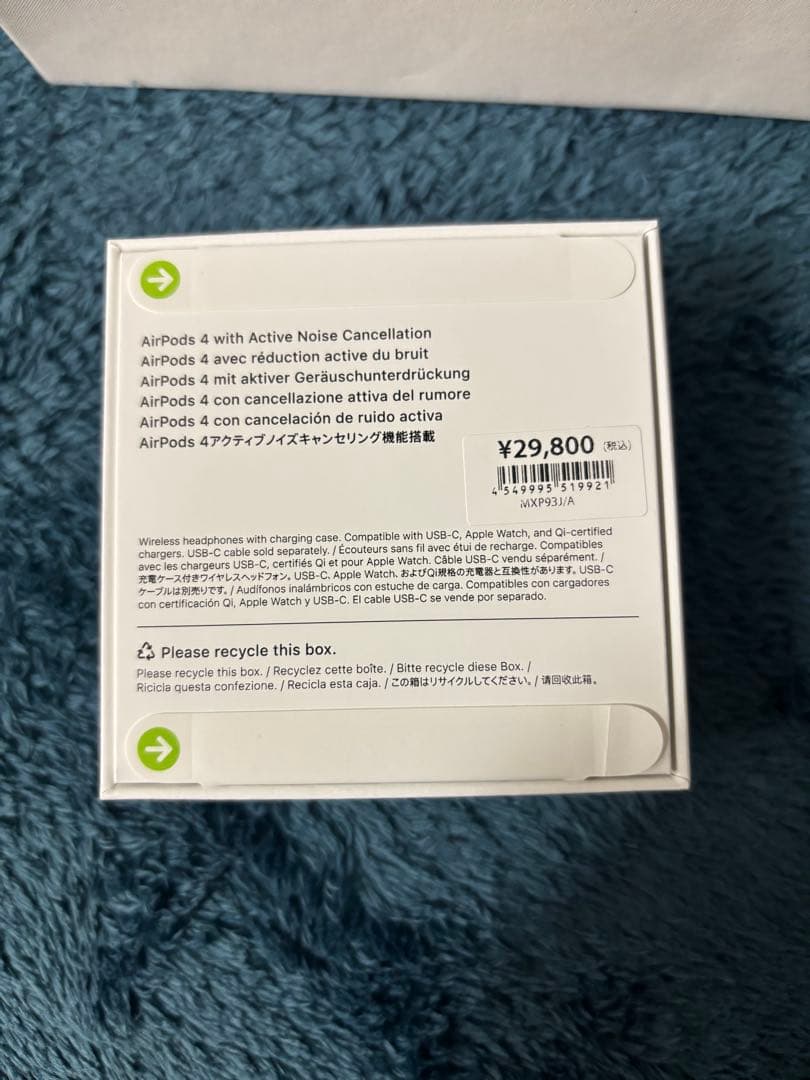 AirPods 4 with Active Noise Cancellation
AirPods 4 avec réduction active du bruit
AirPods 4 mit aktiver Geräuschunterdrückung
AirPods 4 con cancellazione attiva del rumore
AirPods 4 con cancelación de ruido activa
AirPods 4アクティブノイズキャンセリング機能搭載
¥29,800 (税込)
4 549995 519921
MXP93J/A
Wireless headphones with charging case. Compatible with USB-C, Apple Watch, and Qi-certified
chargers. USB-C cable sold separately. / Écouteurs sans fil avec étui de recharge. Compatibles
avec les chargeurs USB-C, certifiés Qi et pour Apple Watch. Câble USB-C vendu séparément. /
充電ケース付きワイヤレスヘッドフォン。USB-C、Apple Watch、およびQi規格の充電器と互換性があります。USB-C
ケーブルは別売りです。/ Audífonos inalámbricos con estuche de carga. Compatibles con cargadores
con certificación Qi, Apple Watch y USB-C. El cable USB-C se vende por separado.
Please recycle this box.
Please recycle this box. / Recyclez cette boîte. / Bitte recycle diese Box. /
Ricicla questa confezione. / Recicla esta caja. / この箱はリサイクルしてください。/ 请回收此箱。